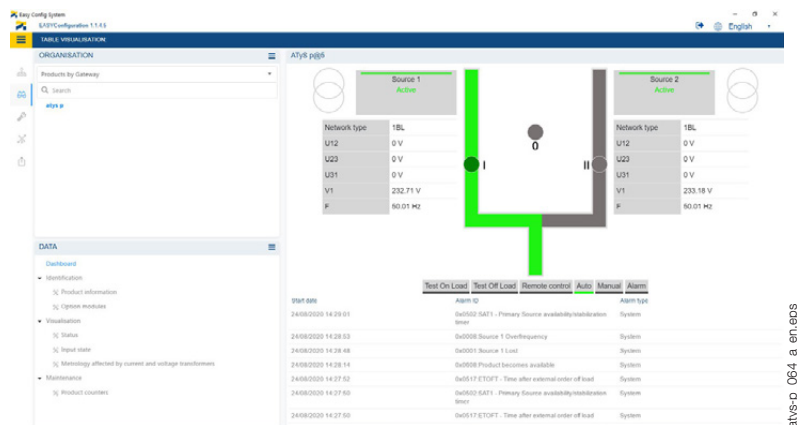 Easy Config System
EASYConfiguration 1.1.4.5
English
TABLE VISUALISATION
ORGANISATION
Products by Gateway
Search
atys p
DATA
Dashboard
Identification
Product information
Option modules
Visualisation
Status
Input state
Metrology affected by current and voltage transformers
Maintenance
Product counters
ATyS p@5
Source 1
Active
Network type 1BL
U12 0 V
U23 0 V
U31 0 V
V1 232.71 V
F 50.01 Hz
0
I
II
Source 2
Active
Network type 1BL
U12 0 V
U23 0 V
U31 0 V
V1 233.18 V
F 50.01 Hz
Test On Load Test Off Load Remote control Auto Manual Alarm
Start date Alarm ID Alarm type
24/08/2020 14:29:01 0x0502:SAT1 - Primary Source availability/stabilization timer System
24/08/2020 14:28:53 0x0008:Source 1 Overfrequency System
24/08/2020 14:28:48 0x0001:Source 1 Lost System
24/08/2020 14:28:14 0x0608:Product becomes available System
24/08/2020 14:27:52 0x0517:ETOFT - Time after external order off load System
24/08/2020 14:27:50 0x0502:SAT1 - Primary Source availability/stabilization timer System
24/08/2020 14:27:50 0x0517:ETOFT - Time after external order off load System
atys-p_064_a_en.eps